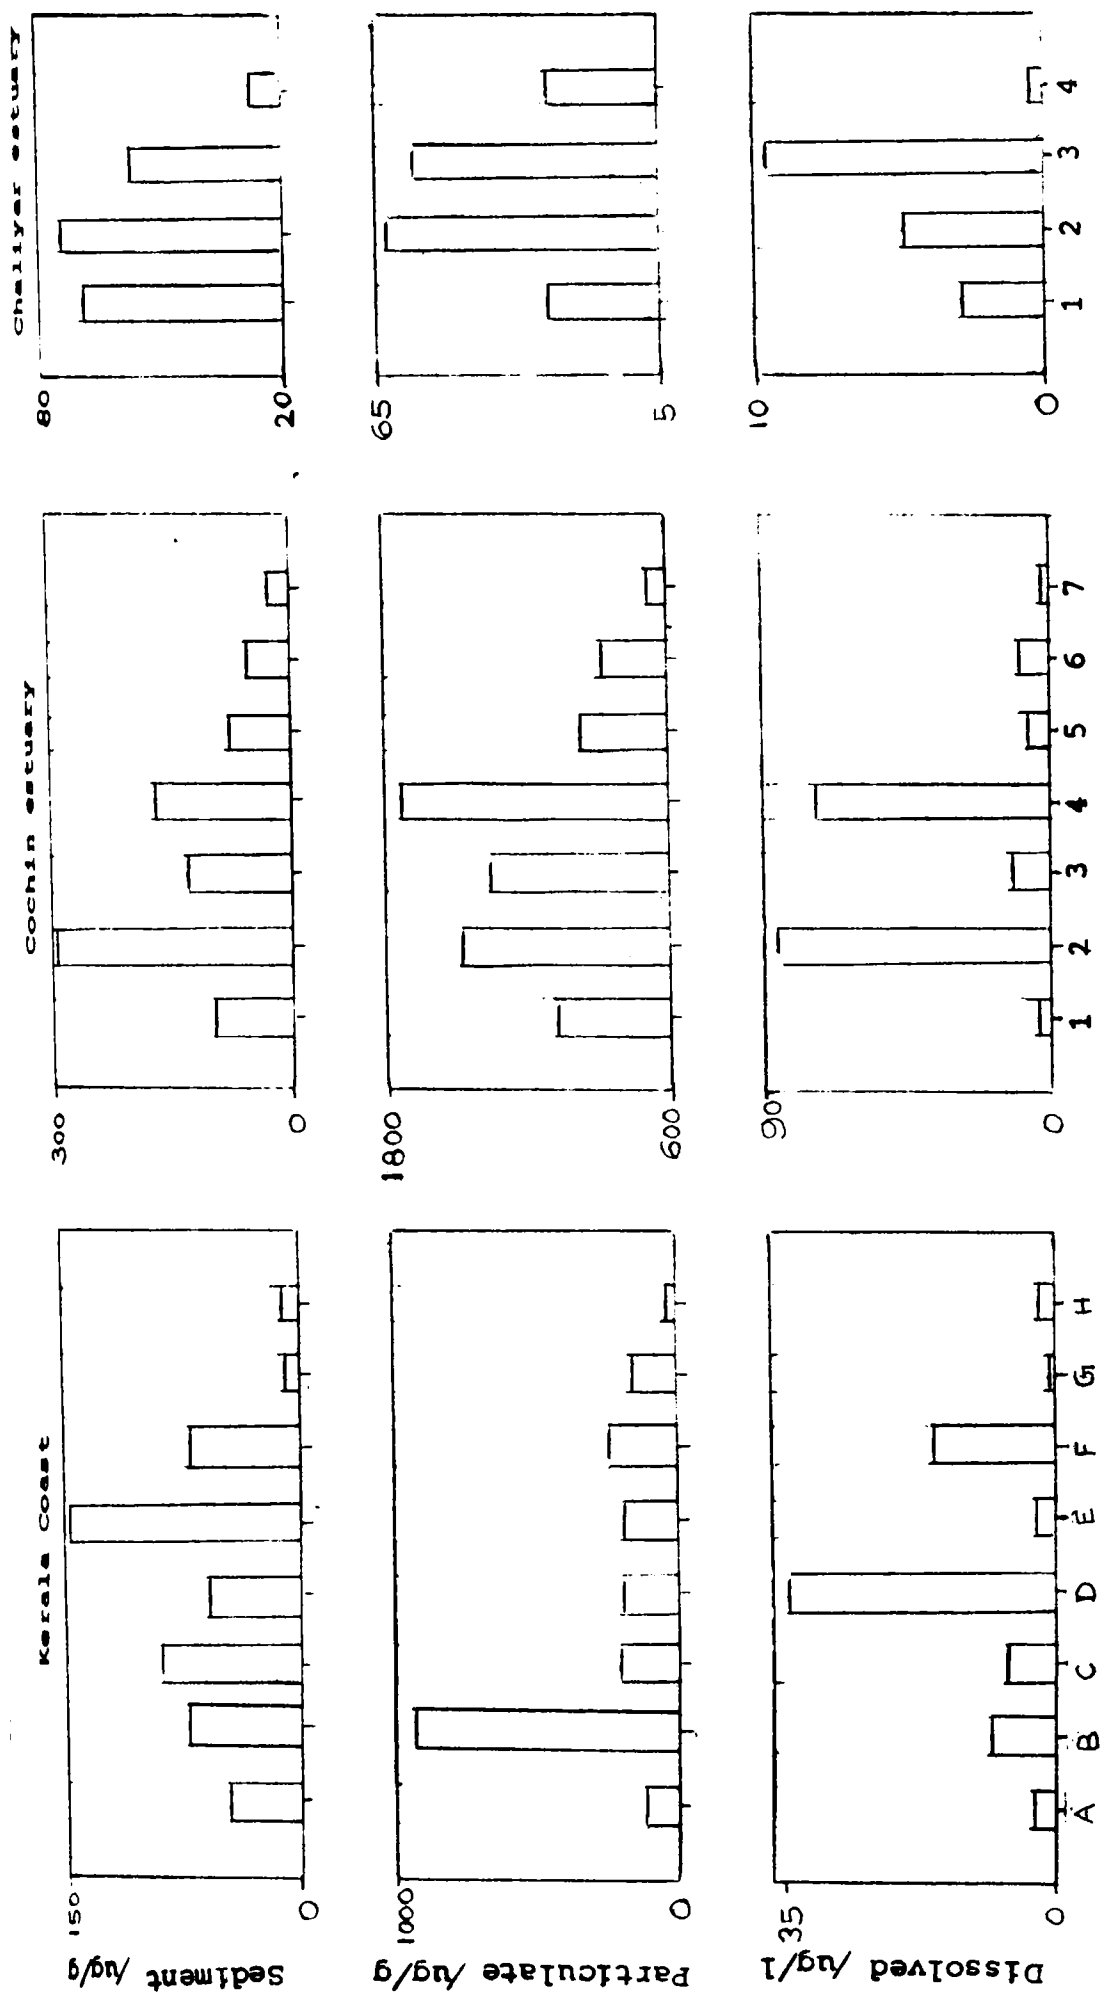 Kerala Coast
Cochin estuary
Chaliyar estuary
Sediment /ug/g
150
0
300
0
80
20
Particulate /ug/g
1000
0
1800
600
65
5
Dissolved /ug/l
35
0
90
0
10
0
A B C D E F G H
1 2 3 4 5 6 7
1 2 3 4